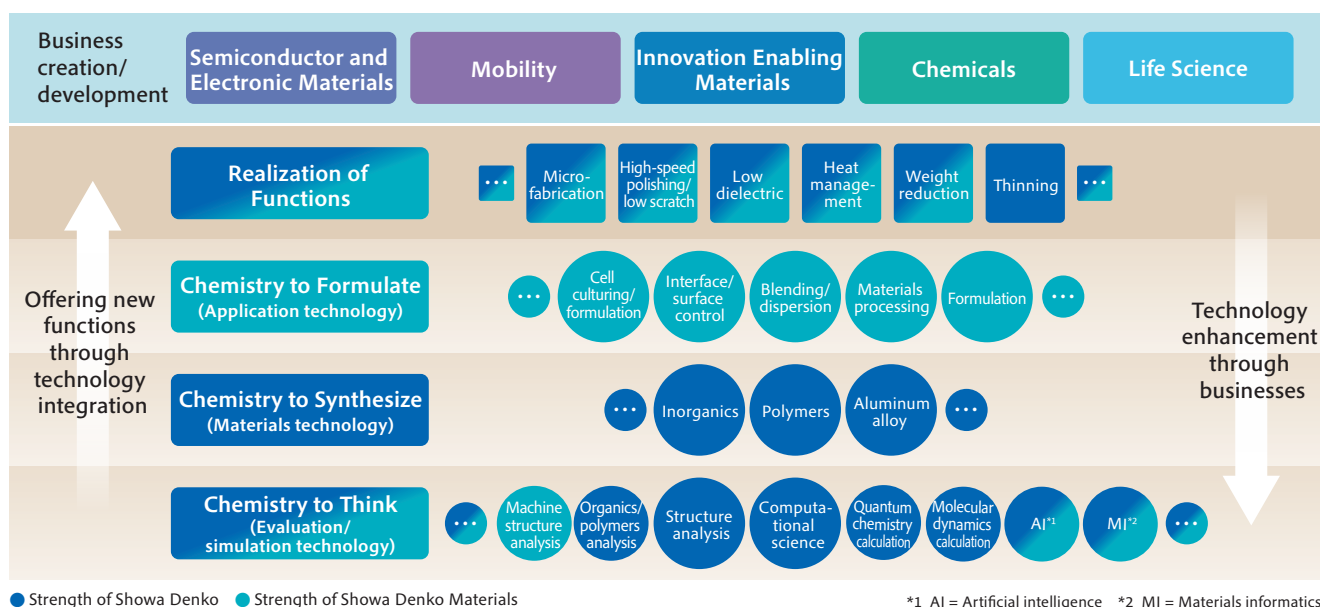 Business
creation/
development
Semiconductor and
Electronic Materials
Mobility
Innovation Enabling
Materials
Chemicals
Life Science
Offering new
functions
through
technology
integration
Realization of
Functions
...
Micro-
fabrication
High-speed
polishing/
low scratch
Low
dielectric
Heat
manage-
ment
Weight
reduction
Thinning
...
Chemistry to Formulate
(Application technology)
...
Cell
culturing/
formulation
Interface/
surface
control
Blending/
dispersion
Materials
processing
Formulation
...
Chemistry to Synthesize
(Materials technology)
...
Inorganics
Polymers
Aluminum
alloy
...
Chemistry to Think
(Evaluation/
simulation technology)
...
Machine
structure
analysis
Organics/
polymers
analysis
Structure
analysis
Computa-
tional
science
Quantum
chemistry
calculation
Molecular
dynamics
calculation
AI*1
MI*2
...
Technology
enhancement
through
businesses
Strength of Showa Denko
Strength of Showa Denko Materials
*1 AI = Artificial intelligence *2 MI = Materials informatics